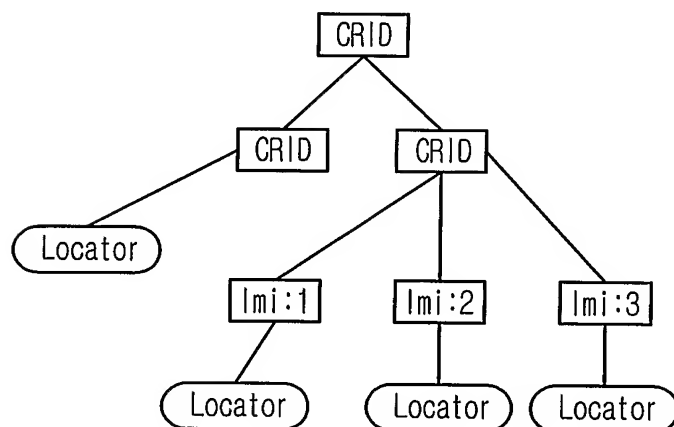 CRID
CRID CRID
Locator
Imi:1 Imi:2 Imi:3
Locator Locator Locator